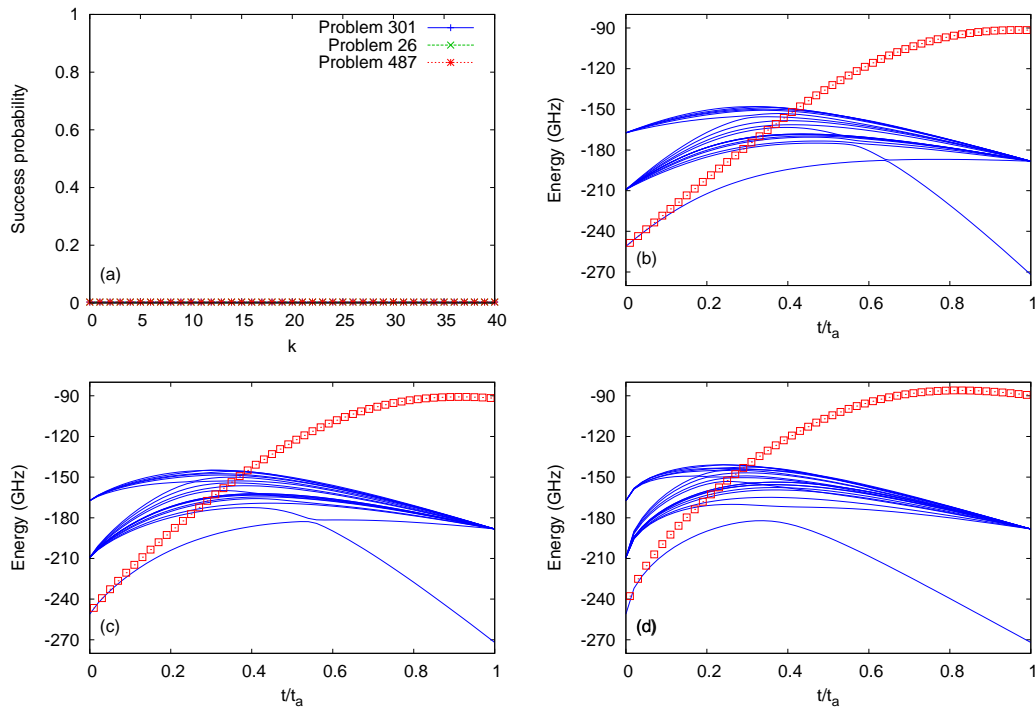 1
0.8
0.6
0.4
0.2
0
Success probability
Problem 301
Problem 26
Problem 487
(a)
0 5 10 15 20 25 30 35 40
k
-90
-120
-150
-180
-210
-240
-270
Energy (GHz)
(b)
0 0.2 0.4 0.6 0.8 1
t/ta
-90
-120
-150
-180
-210
-240
-270
Energy (GHz)
(c)
0 0.2 0.4 0.6 0.8 1
t/ta
-90
-120
-150
-180
-210
-240
-270
Energy (GHz)
(d)
0 0.2 0.4 0.6 0.8 1
t/ta